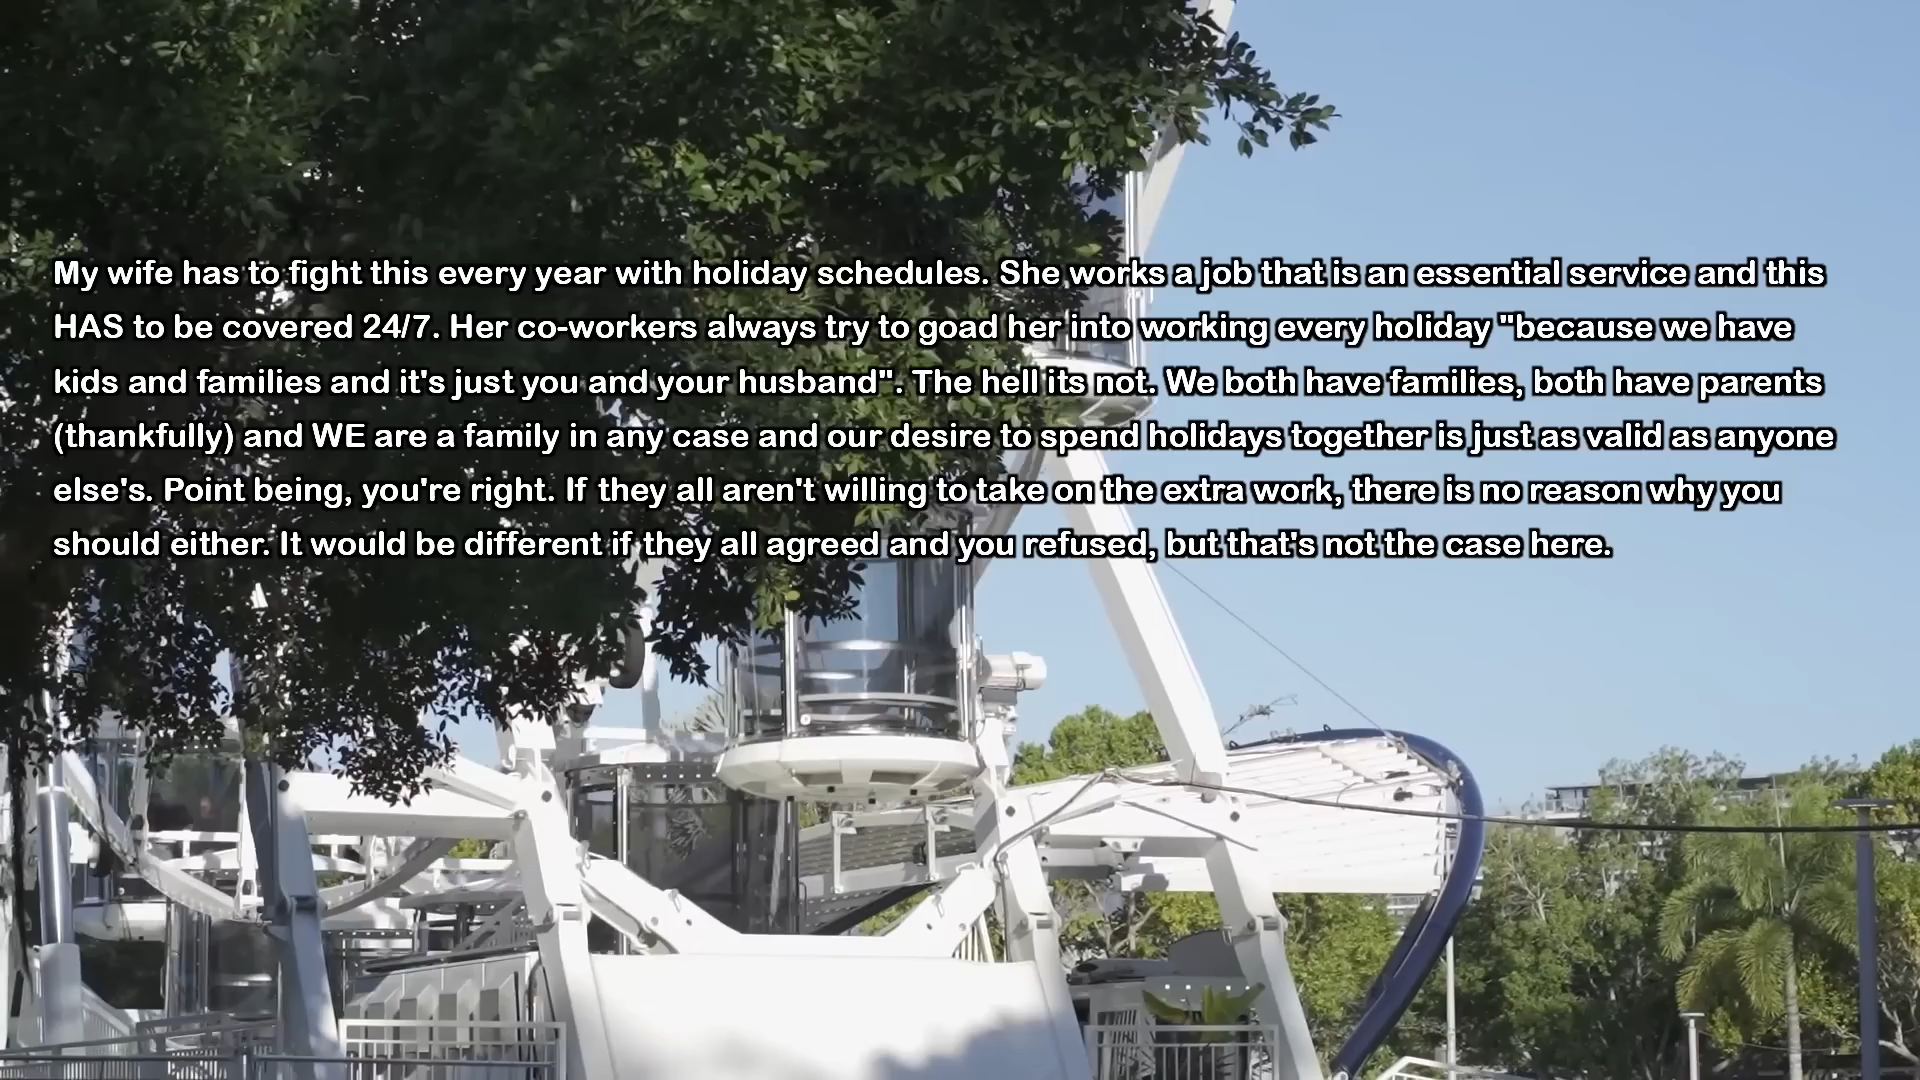 My wife has to fight this every year with holiday schedules. She works a job that is an essential service and this
HAS to be covered 24/7. Her co-workers always try to goad her into working every holiday "because we have
kids and families and it's just you and your husband". The hell its not. We both have families, both have parents
(thankfully) and WE are a family in any case and our desire to spend holidays together is just as valid as anyone
else's. Point being, you're right. If they all aren't willing to take on the extra work, there is no reason why you
should either. It would be different if they all agreed and you refused, but that's not the case here.